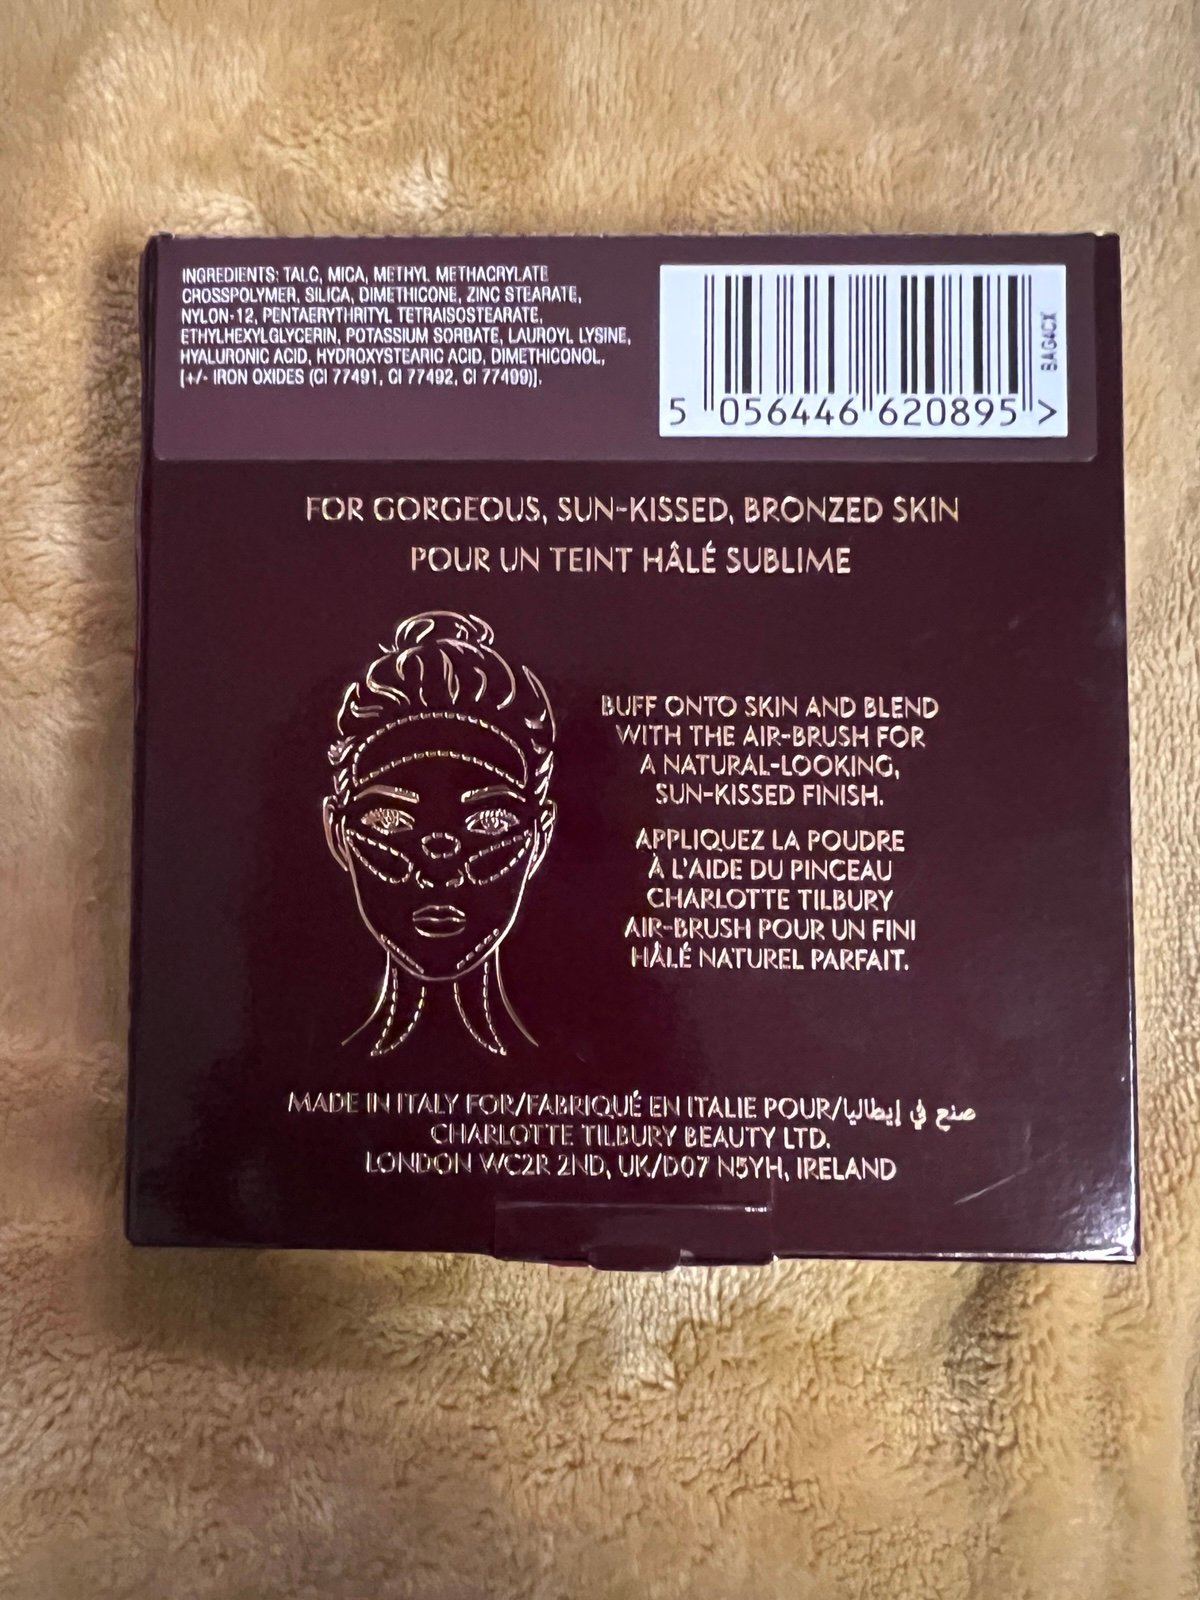 INGREDIENTS: TALC, MICA, METHYL METHACRYLATE
CROSSPOLYMER, SILICA, DIMETHICONE, ZINC STEARATE,
NYLON-12, PENTAERYTHRITYL TETRAISOSTEARATE,
ETHYLHEXYLGLYCERIN, POTASSIUM SORBATE, LAUROYL LYSINE,
HYALURONIC ACID, HYDROXYSTEARIC ACID, DIMETHICONOL,
[+/- IRON OXIDES (CI 77491, CI 77492, CI 77499)].
BAG4CX
5 056446 620895 >
FOR GORGEOUS, SUN-KISSED, BRONZED SKIN
POUR UN TEINT HÂLÉ SUBLIME
BUFF ONTO SKIN AND BLEND
WITH THE AIR-BRUSH FOR
A NATURAL-LOOKING,
SUN-KISSED FINISH.
APPLIQUEZ LA POUDRE
À L'AIDE DU PINCEAU
CHARLOTTE TILBURY
AIR-BRUSH POUR UN FINI
HÂLÉ NATUREL PARFAIT.
MADE IN ITALY FOR/FABRIQUÉ EN ITALIE POUR/صنع في إيطاليا
CHARLOTTE TILBURY BEAUTY LTD.
LONDON WC2R 2ND, UK/D07 N5YH, IRELAND